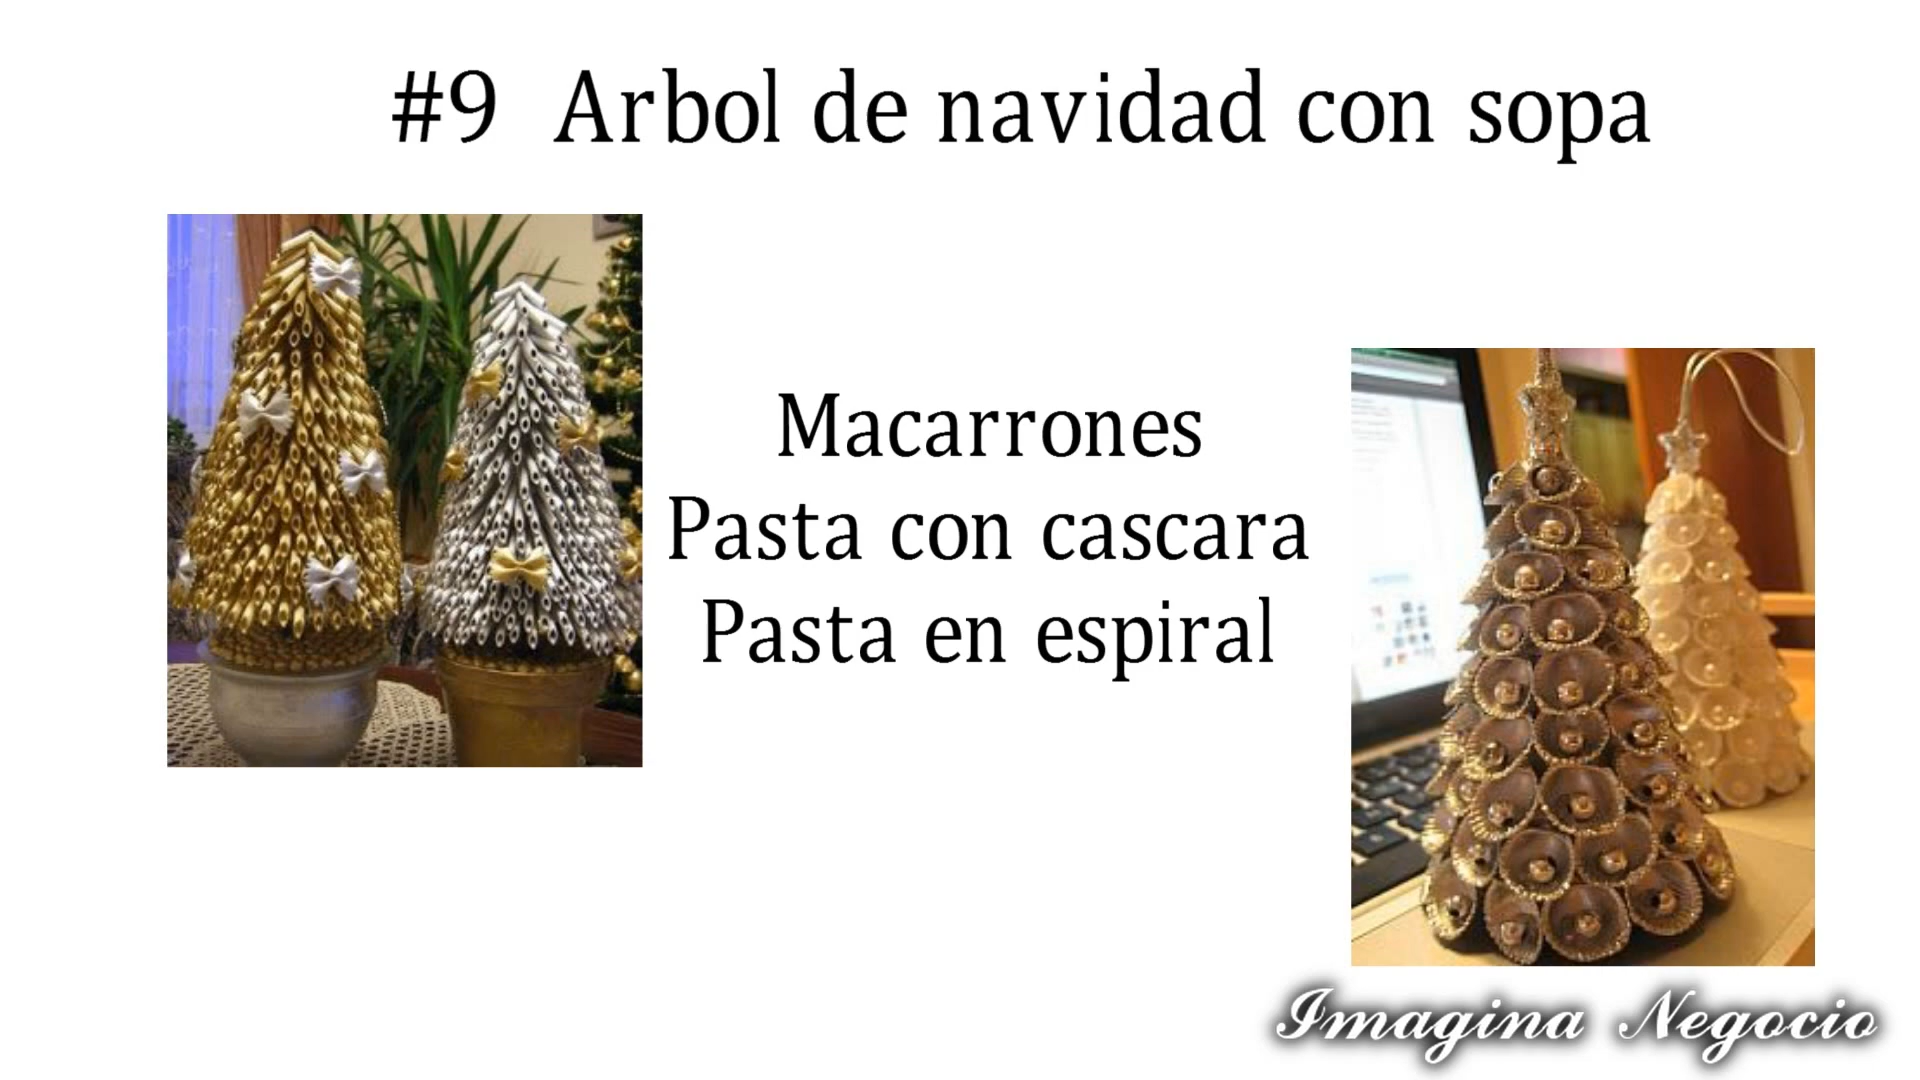 #9 Arbol de navidad con sopa
Macarrones
Pasta con cascara
Pasta en espiral
Imagina Negocio